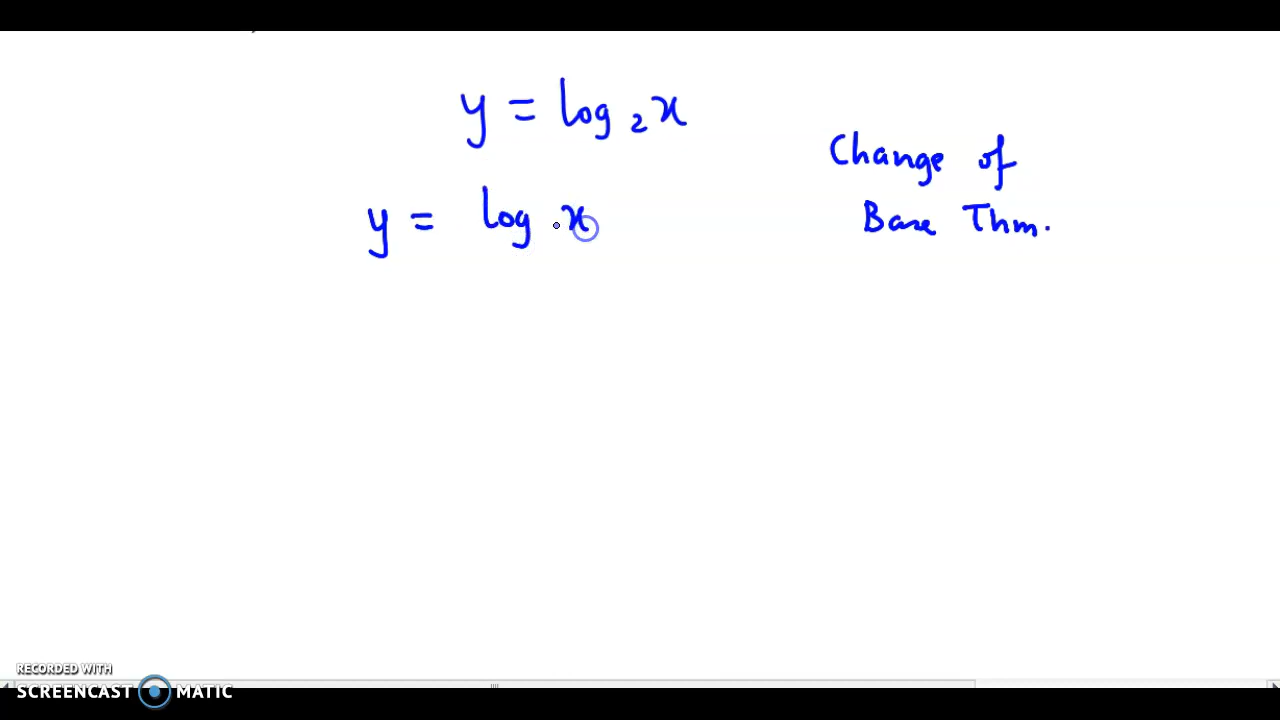 y = log₂x
Change of
Base Thm.
y = log x
RECORDED WITH
SCREENCAST MATIC